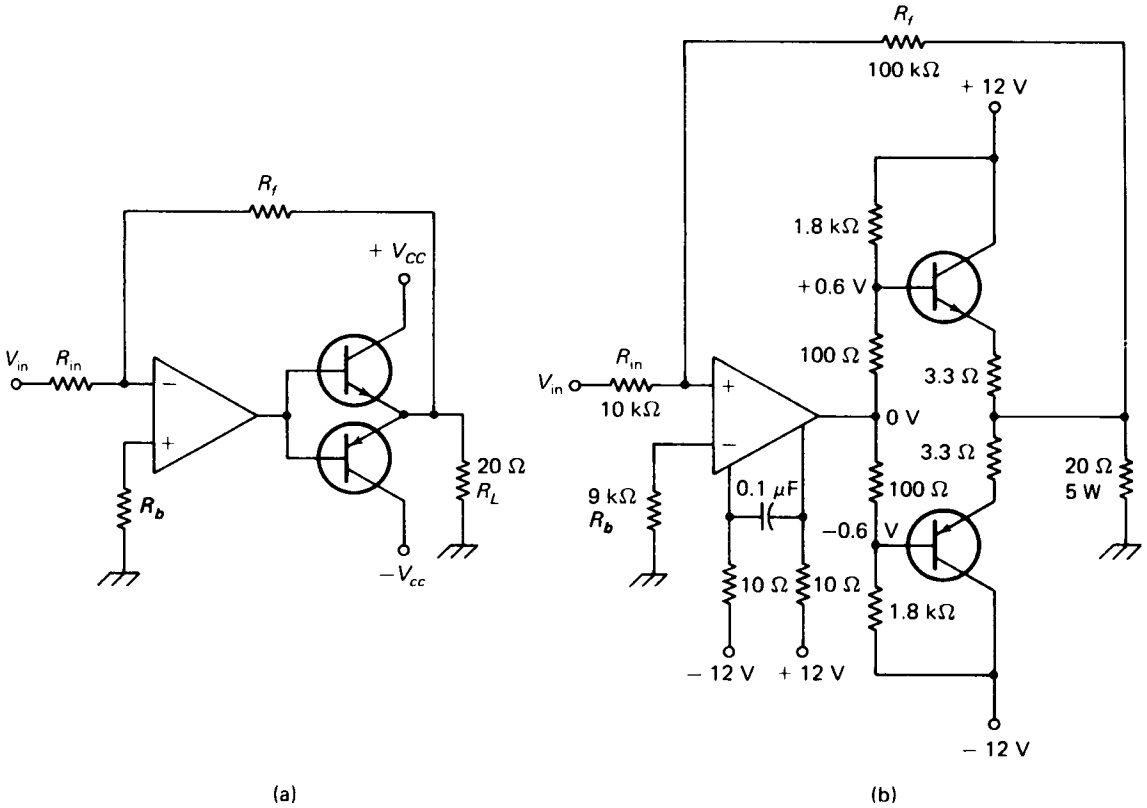 R_f
+ V_CC
V_in
R_in
−
+
R_b
20 Ω
R_L
−V_cc
(a)
R_f
100 kΩ
+ 12 V
1.8 kΩ
+0.6 V
100 Ω
R_in
V_in
10 kΩ
3.3 Ω
+
−
0 V
3.3 Ω
9 kΩ
R_b
0.1 μF
100 Ω
20 Ω
5 W
−0.6 V
10 Ω
10 Ω
1.8 kΩ
− 12 V
+ 12 V
− 12 V
(b)